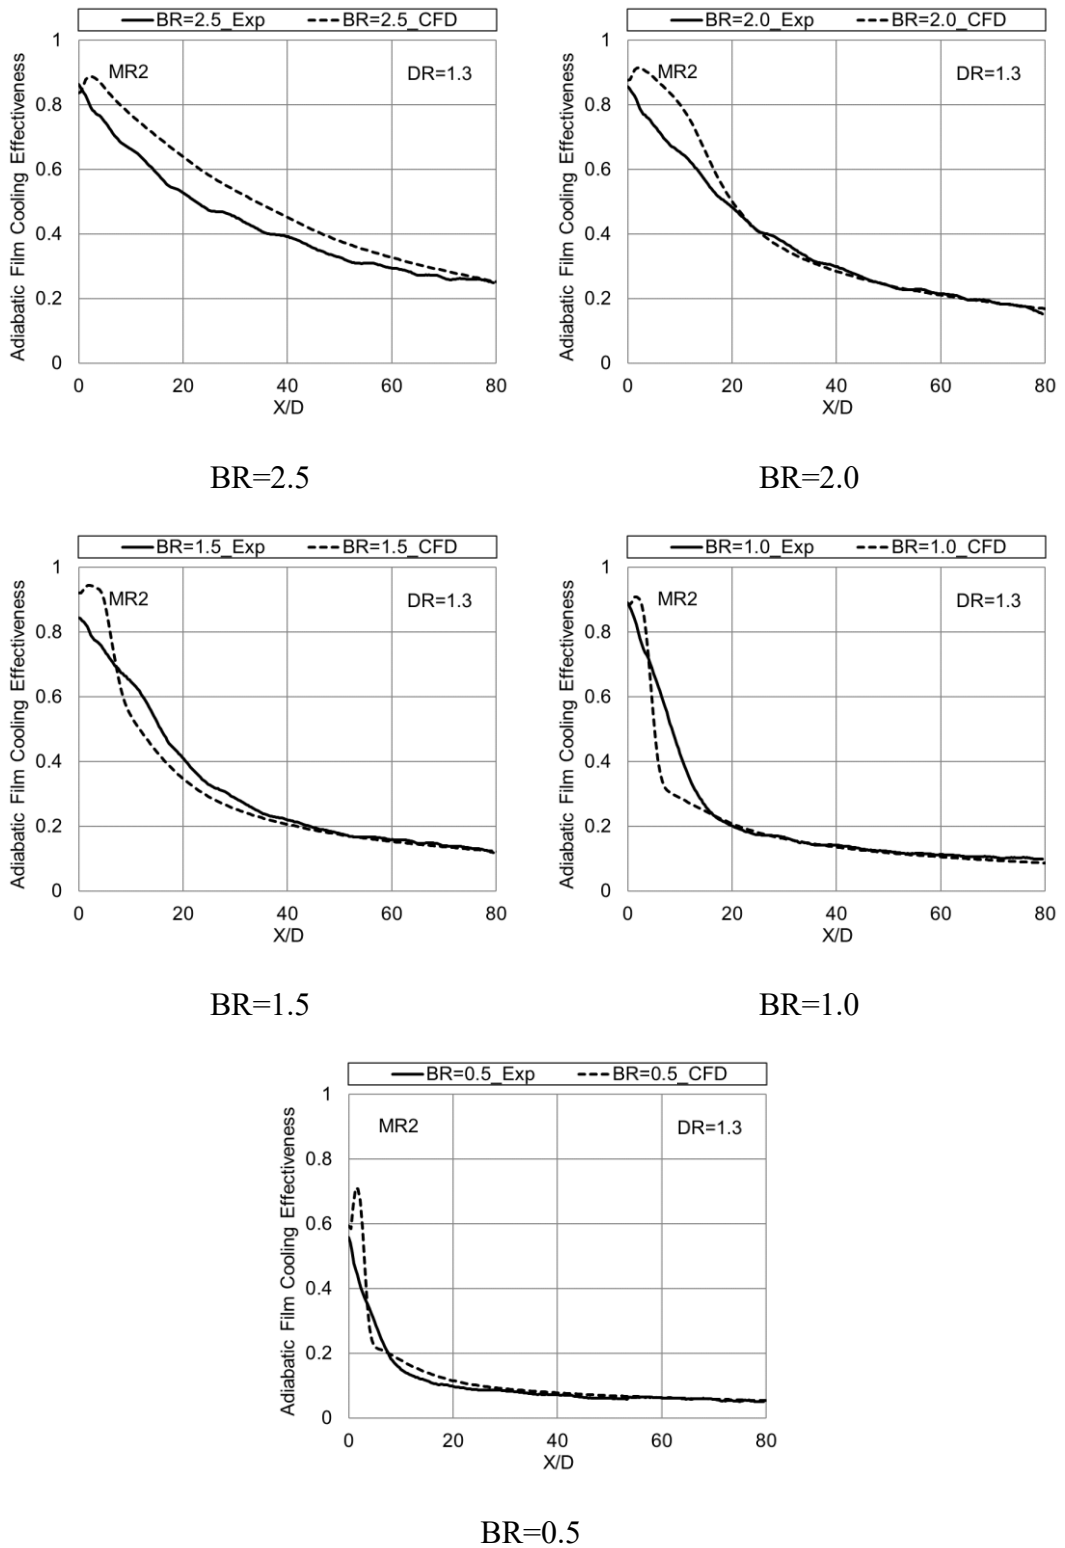 BR=2.5_Exp BR=2.5_CFD
1
MR2
DR=1.3
0.8
0.6
0.4
0.2
0
Adiabatic Film Cooling Effectiveness
0 20 40 60 80
X/D
BR=2.5
BR=2.0_Exp BR=2.0_CFD
1
MR2
DR=1.3
0.8
0.6
0.4
0.2
0
Adiabatic Film Cooling Effectiveness
0 20 40 60 80
X/D
BR=2.0
BR=1.5_Exp BR=1.5_CFD
1
MR2
DR=1.3
0.8
0.6
0.4
0.2
0
Adiabatic Film Cooling Effectiveness
0 20 40 60 80
X/D
BR=1.5
BR=1.0_Exp BR=1.0_CFD
1
MR2
DR=1.3
0.8
0.6
0.4
0.2
0
Adiabatic Film Cooling Effectiveness
0 20 40 60 80
X/D
BR=1.0
BR=0.5_Exp BR=0.5_CFD
1
MR2
DR=1.3
0.8
0.6
0.4
0.2
0
Adiabatic Film Cooling Effectiveness
0 20 40 60 80
X/D
BR=0.5